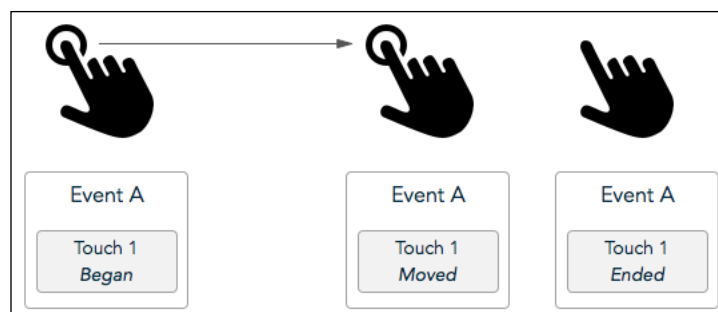 Event A
Touch 1
Began
Event A
Touch 1
Moved
Event A
Touch 1
Ended